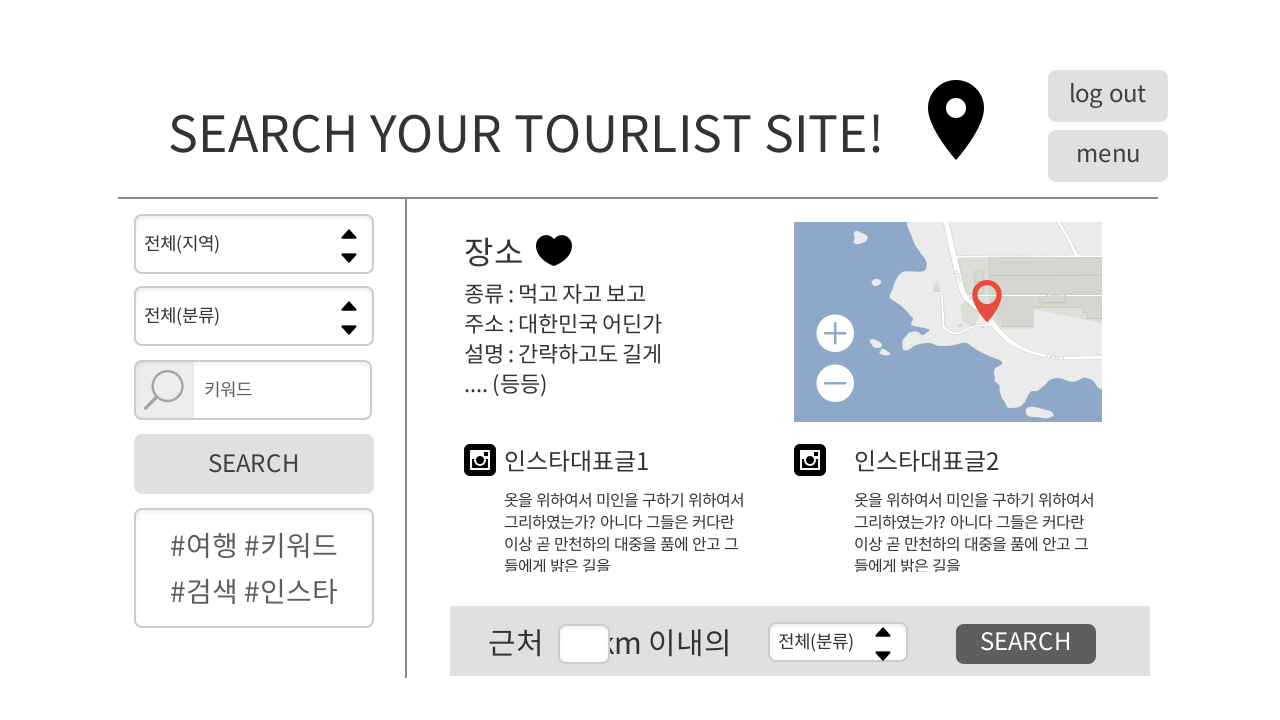 SEARCH YOUR TOURLIST SITE!
log out
menu
전체(지역)
전체(분류)
키워드
SEARCH
#여행 #키워드
#검색 #인스타
장소
종류 : 먹고 자고 보고
주소 : 대한민국 어딘가
설명 : 간략하고도 길게
.... (등등)
인스타대표글1
옷을 위하여서 미인을 구하기 위하여서
그리하였는가? 아니다 그들은 커다란
이상 곧 만천하의 대중을 품에 안고 그
들에게 밝은 길을
인스타대표글2
옷을 위하여서 미인을 구하기 위하여서
그리하였는가? 아니다 그들은 커다란
이상 곧 만천하의 대중을 품에 안고 그
들에게 밝은 길을
근처 km 이내의
전체(분류)
SEARCH